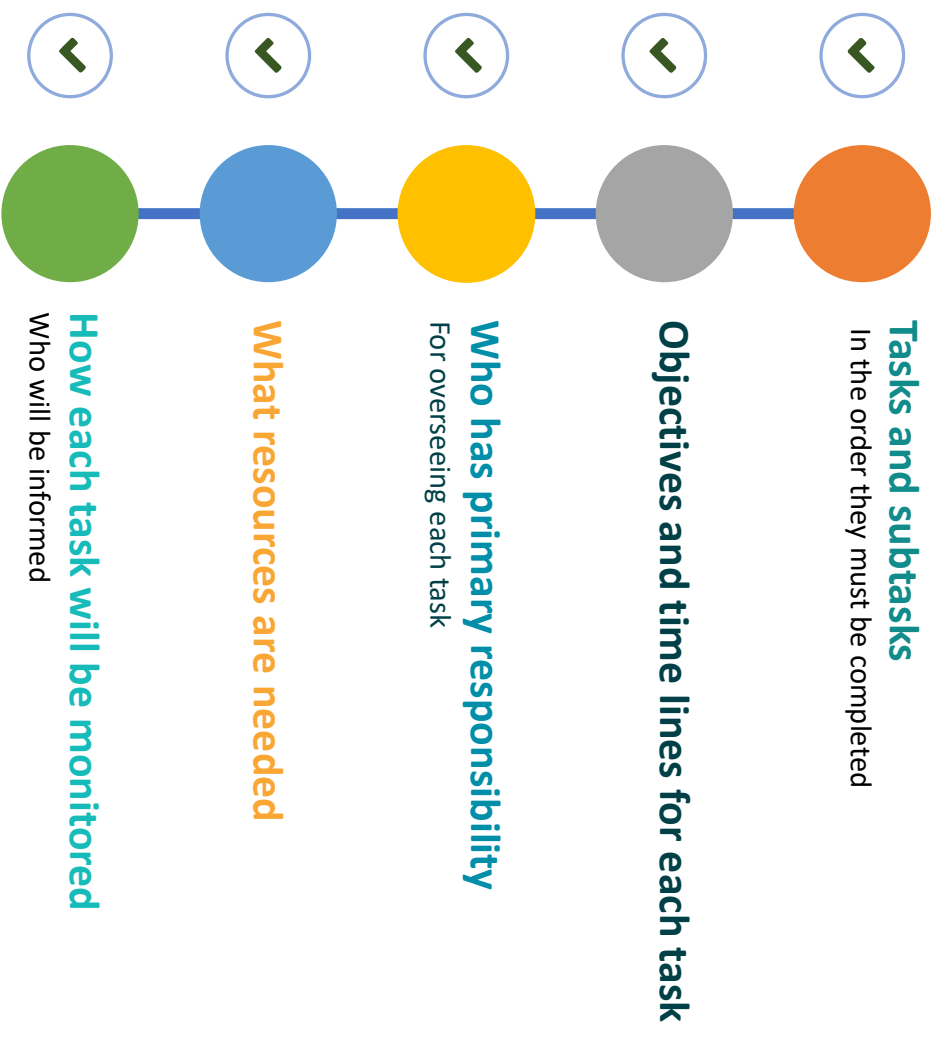 Tasks and subtasks
In the order they must be completed
Objectives and time lines for each task
Who has primary responsibility
For overseeing each task
What resources are needed
How each task will be monitored
Who will be informed